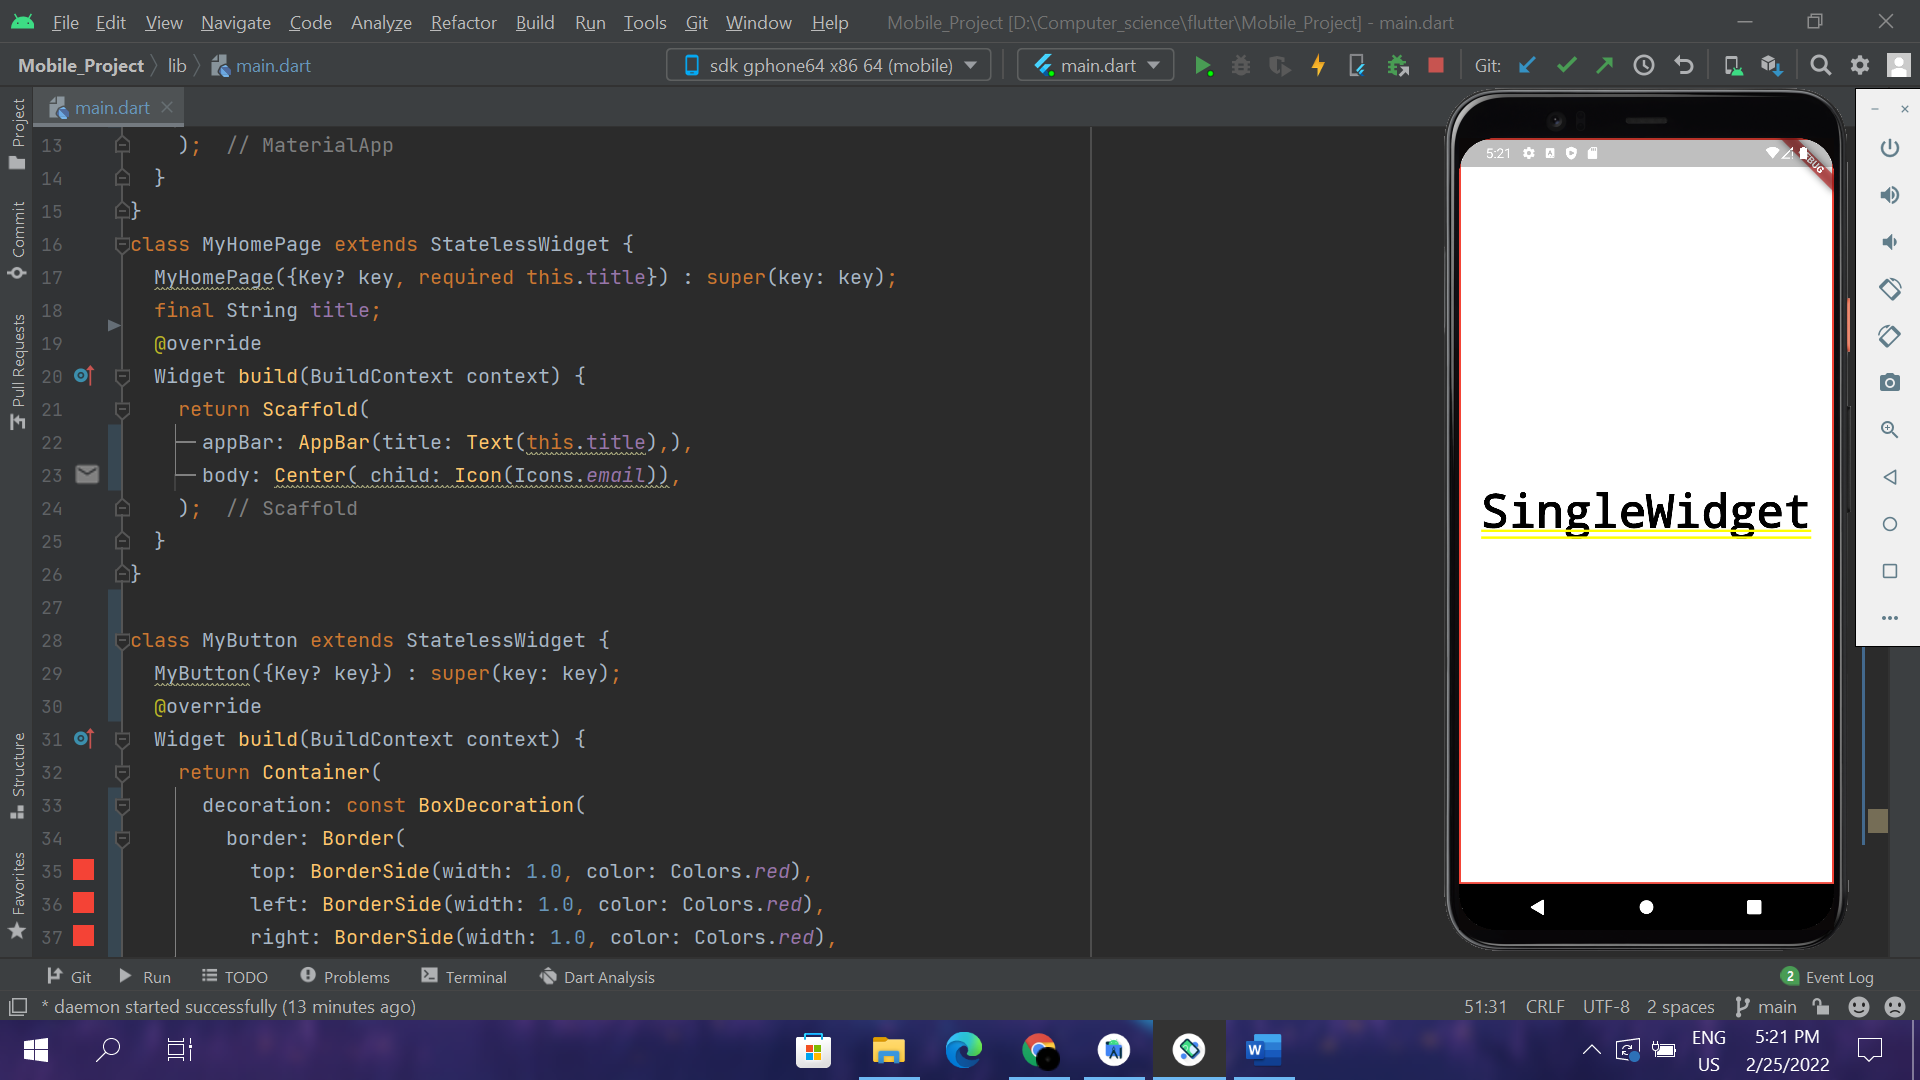 File Edit View Navigate Code Analyze Refactor Build Run Tools Git Window Help Mobile_Project [D:\Computer_science\flutter\Mobile_Project] - main.dart
Mobile_Project lib main.dart sdk gphone64 x86 64 (mobile) main.dart Git:
main.dart
Project
Commit
Pull Requests
Structure
Favorites
13 ); // MaterialApp
14 }
15 }
16 class MyHomePage extends StatelessWidget {
17 MyHomePage({Key? key, required this.title}) : super(key: key);
18 final String title;
19 @override
20 Widget build(BuildContext context) {
21 return Scaffold(
22 appBar: AppBar(title: Text(this.title),),
23 body: Center( child: Icon(Icons.email)),
24 ); // Scaffold
25 }
26 }
27
28 class MyButton extends StatelessWidget {
29 MyButton({Key? key}) : super(key: key);
30 @override
31 Widget build(BuildContext context) {
32 return Container(
33 decoration: const BoxDecoration(
34 border: Border(
35 top: BorderSide(width: 1.0, color: Colors.red),
36 left: BorderSide(width: 1.0, color: Colors.red),
37 right: BorderSide(width: 1.0, color: Colors.red),
5:21
SingleWidget
Git Run TODO Problems Terminal Dart Analysis 2 Event Log
* daemon started successfully (13 minutes ago) 51:31 CRLF UTF-8 2 spaces main
ENG
US
5:21 PM
2/25/2022